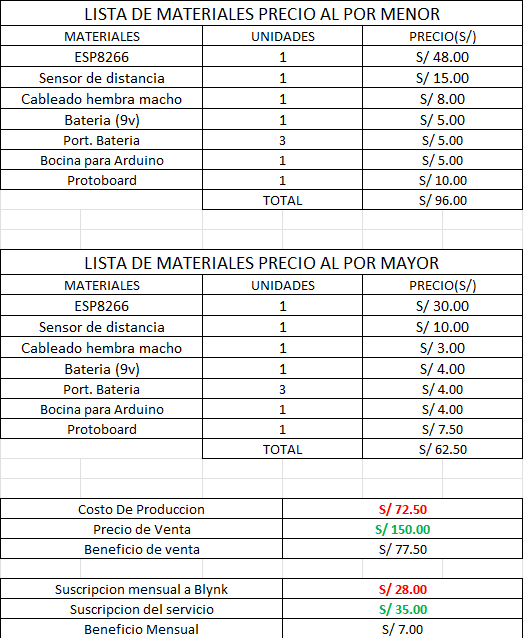 LISTA DE MATERIALES PRECIO AL POR MENOR
MATERIALES UNIDADES PRECIO(S/)
ESP8266 1 S/ 48.00
Sensor de distancia 1 S/ 15.00
Cableado hembra macho 1 S/ 8.00
Bateria (9v) 1 S/ 5.00
Port. Bateria 3 S/ 5.00
Bocina para Arduino 1 S/ 5.00
Protoboard 1 S/ 10.00
TOTAL S/ 96.00
LISTA DE MATERIALES PRECIO AL POR MAYOR
MATERIALES UNIDADES PRECIO(S/)
ESP8266 1 S/ 30.00
Sensor de distancia 1 S/ 10.00
Cableado hembra macho 1 S/ 3.00
Bateria (9v) 1 S/ 4.00
Port. Bateria 3 S/ 4.00
Bocina para Arduino 1 S/ 4.00
Protoboard 1 S/ 7.50
TOTAL S/ 62.50
Costo De Produccion S/ 72.50
Precio de Venta S/ 150.00
Beneficio de venta S/ 77.50
Suscripcion mensual a Blynk S/ 28.00
Suscripcion del servicio S/ 35.00
Beneficio Mensual S/ 7.00